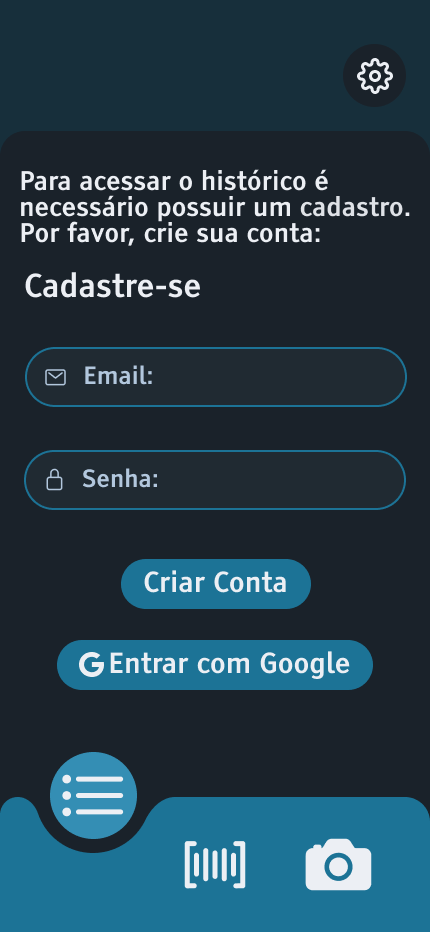 Para acessar o histórico é
necessário possuir um cadastro.
Por favor, crie sua conta:
Cadastre-se
Email:
Senha:
Criar Conta
Entrar com Google